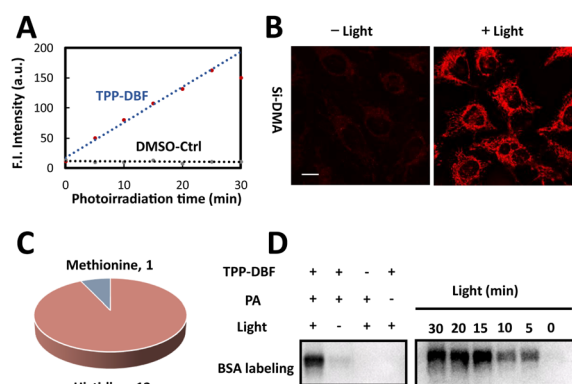 A
F.I. Intensity (a.u.)
200
150
100
50
0
TPP-DBF
DMSO-Ctrl
0 10 20 30
Photoirradiation time (min)
B
– Light + Light
Si-DMA
C
Methionine, 1
D
TPP-DBF + + - +
PA + + + -
Light + - + +
BSA labeling
Light (min)
30 20 15 10 5 0